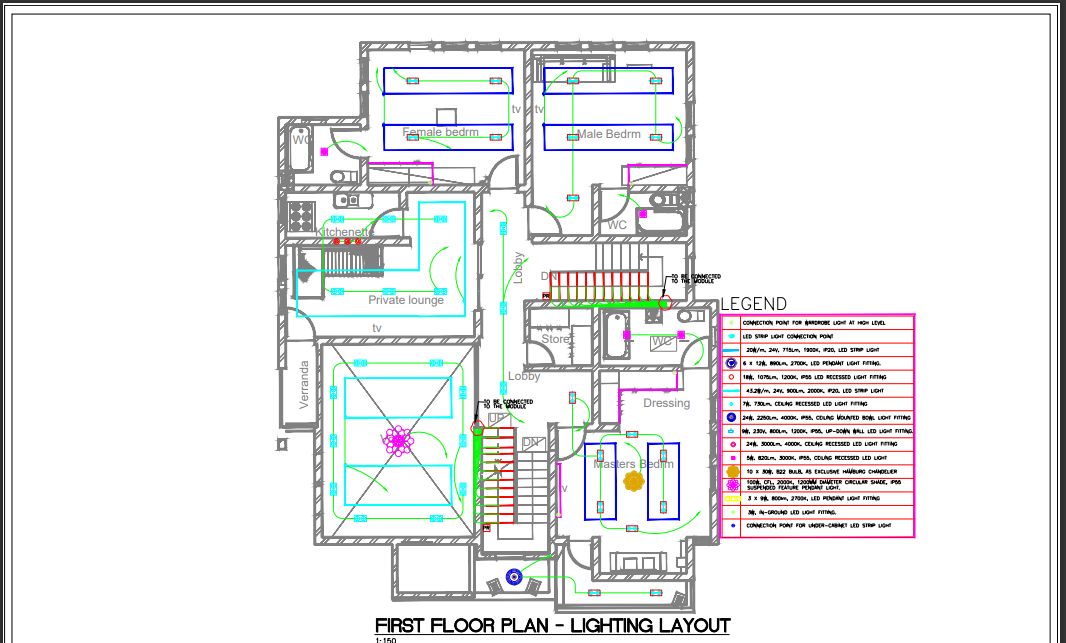 tv
tv
Female bedrm
Male Bedrm
WC
WC
Kitchenette
Lobby
DN
TO BE CONNECTED
TO THE MODULE
PR
Private lounge
tv
Store
WC
LEGEND
CONNECTION POINT FOR WARDROBE LIGHT AT HIGH LEVEL
LED STRIP LIGHT CONNECTION POINT
20W/m, 24V, 715Lm, 1900K, IP20, LED STRIP LIGHT
6 X 12W, 890Lm, 2700K, LED PENDANT LIGHT FITTING.
18W, 1075Lm, 1200K, IP55 LED RECESSED LIGHT FITTING
43.2W/m, 24V, 900Lm, 2000K, IP20, LED STRIP LIGHT
7W, 730Lm, CEILING RECESSED LED LIGHT FITTING
24W, 2250Lm, 4000K, IP55, CEILING MOUNTED BOWL LIGHT FITTING
9W, 230V, 800Lm, 1200K, IP55, UP-DOWN WALL LED LIGHT FITTING.
24W, 3000Lm, 4000K, CEILING RECESSED LED LIGHT FITTING
5W, 820Lm, 3000K, IP55, CEILING RECESSED LED LIGHT
10 X 30W, B22 BULB, AS EXCLUSIVE HAMBURG CHANDELIER
100W, CFL, 2000K, 1200MM DIAMETER CIRCULAR SHADE, IP55
SUSPENDED FEATURE PENDANT LIGHT.
3 X 9W, 800Lm, 2700K, LED PENDANT LIGHT FITTING
3W, IN-GROUND LED LIGHT FITTING.
CONNECTION POINT FOR UNDER-CABINET LED STRIP LIGHT
Verranda
Lobby
Dressing
TO BE CONNECTED
TO THE MODULE
UP
DN
Masters Bedrm
tv
PR
FIRST FLOOR PLAN - LIGHTING LAYOUT
1:150